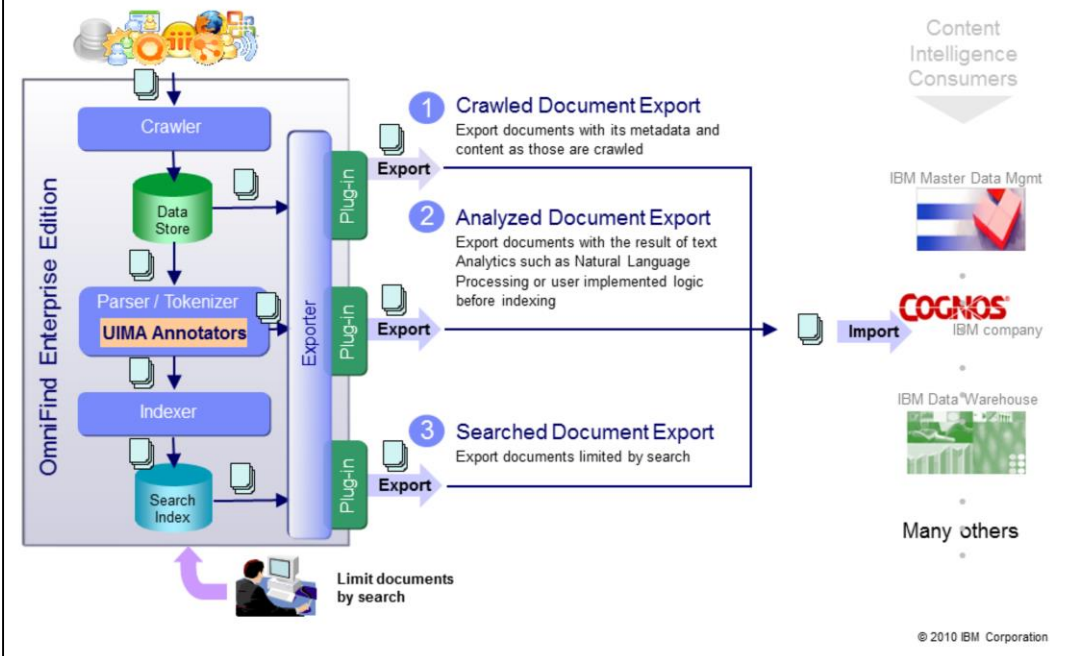 Content
Intelligence
Consumers
OmniFind Enterprise Edition
Crawler
Data
Store
Parser / Tokenizer
UIMA Annotators
Indexer
Search
Index
Exporter
Plug-in
Export
1
Crawled Document Export
Export documents with its metadata and
content as those are crawled
Plug-in
Export
2
Analyzed Document Export
Export documents with the result of text
Analytics such as Natural Language
Processing or user implemented logic
before indexing
Plug-in
Export
3
Searched Document Export
Export documents limited by search
Limit documents
by search
Import
IBM Master Data Mgmt
COGNOS®
IBM company
IBM Data Warehouse
Many others
© 2010 IBM Corporation